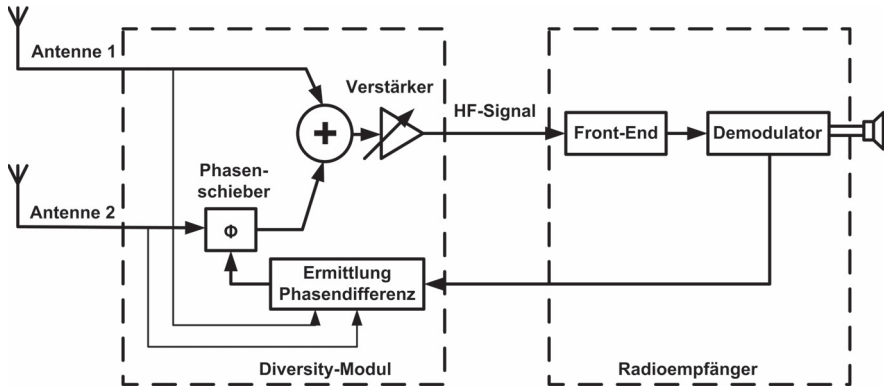 Antenne 1
Verstärker
HF-Signal
+
Front-End
Demodulator
Phasen-
schieber
Antenne 2
Φ
Ermittlung
Phasendifferenz
Diversity-Modul
Radioempfänger